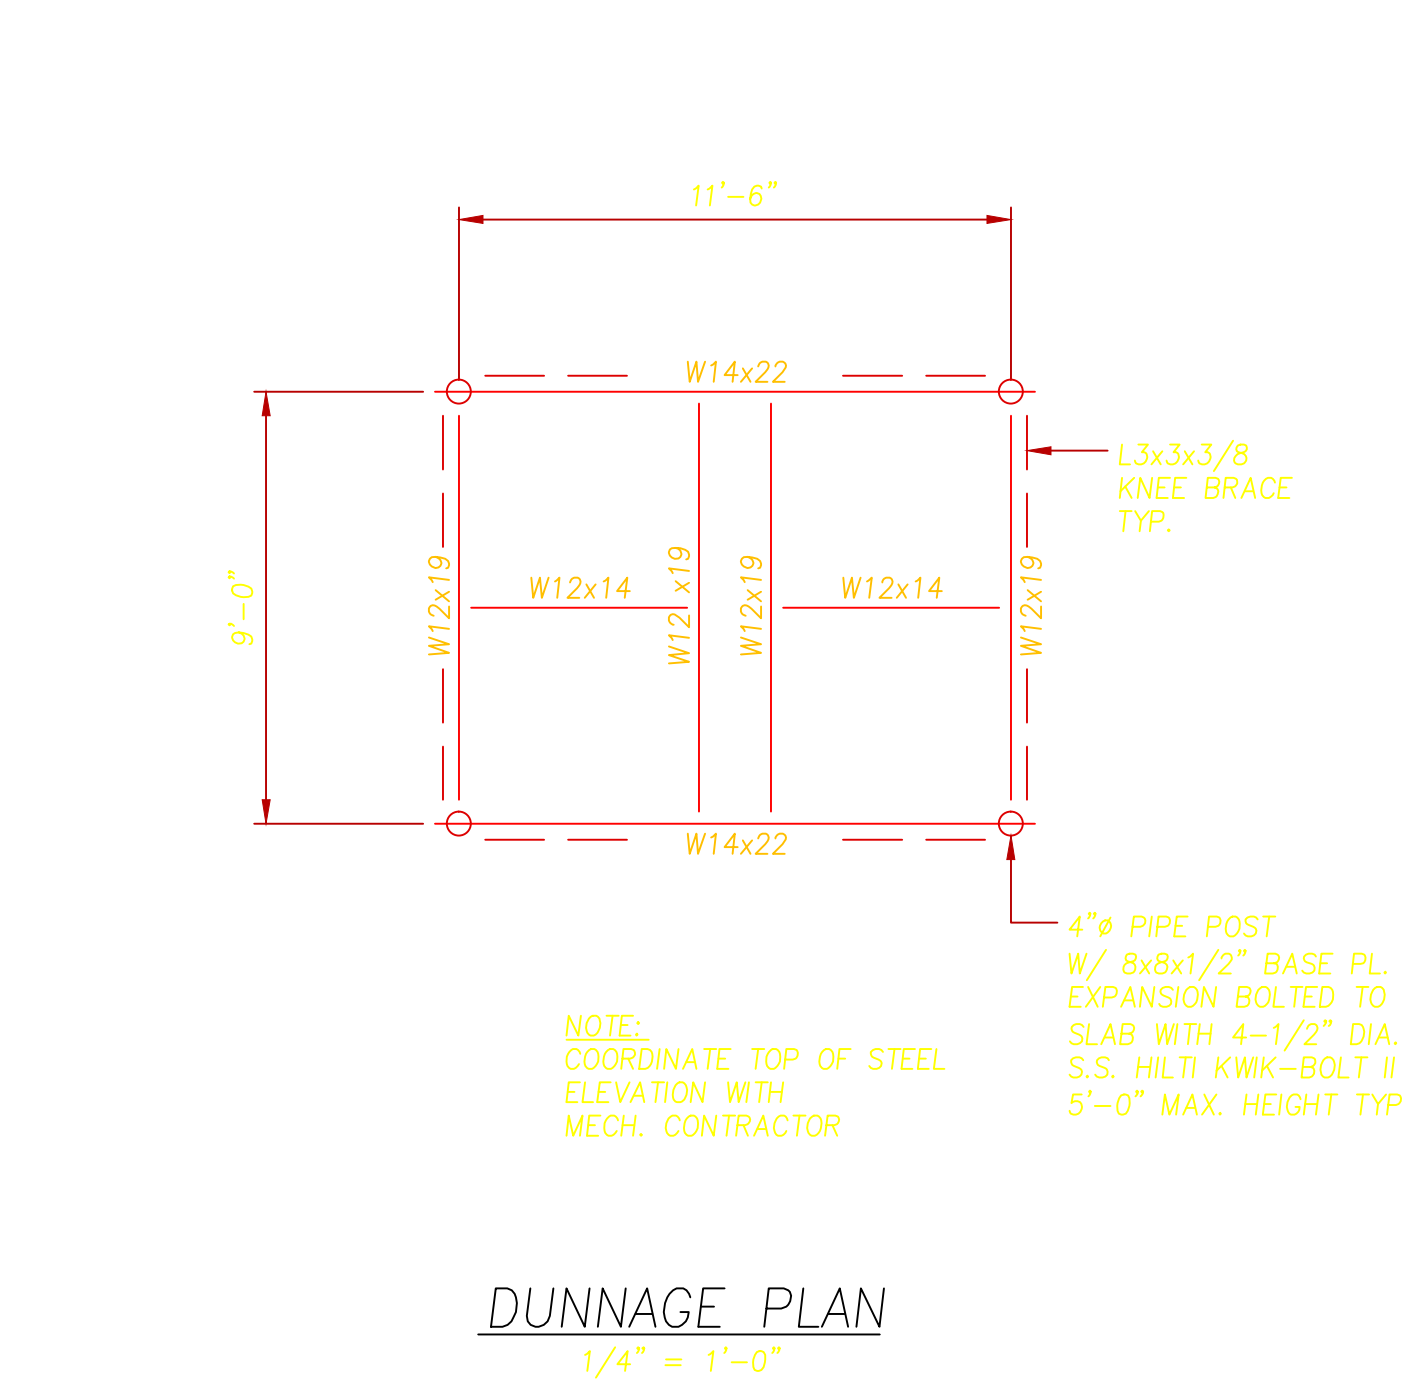 11'-6"
W14x22
L3x3x3/8
KNEE BRACE
TYP.
9'-0"
W12x19
W12x14
W12 x19
W12x19
W12x14
W12x19
W14x22
4"ø PIPE POST
W/ 8x8x1/2" BASE PL.
EXPANSION BOLTED TO
SLAB WITH 4-1/2" DIA.
S.S. HILTI KWIK-BOLT II
5'-0" MAX. HEIGHT TYP
NOTE:
COORDINATE TOP OF STEEL
ELEVATION WITH
MECH. CONTRACTOR
DUNNAGE PLAN
1/4" = 1'-0"